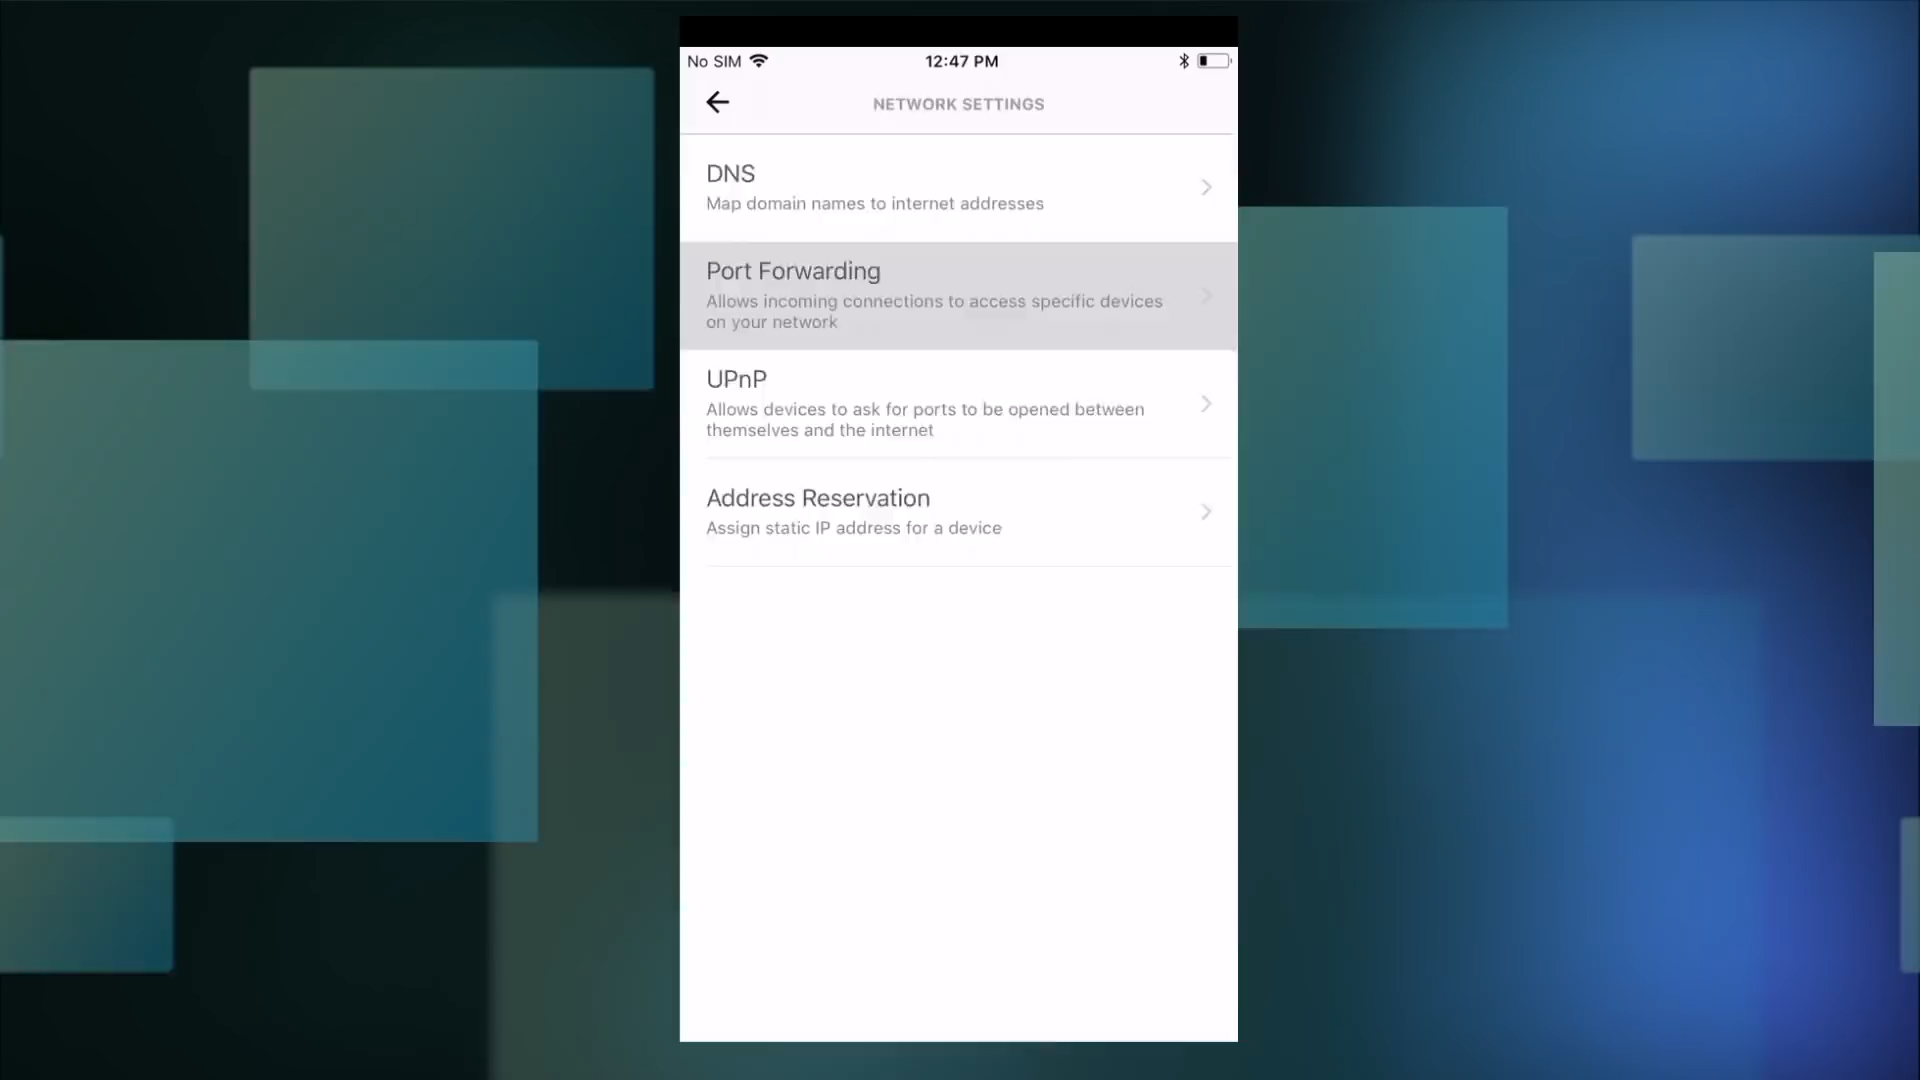 No SIM
12:47 PM
NETWORK SETTINGS
DNS
Map domain names to internet addresses
Port Forwarding
Allows incoming connections to access specific devices
on your network
UPnP
Allows devices to ask for ports to be opened between
themselves and the internet
Address Reservation
Assign static IP address for a device